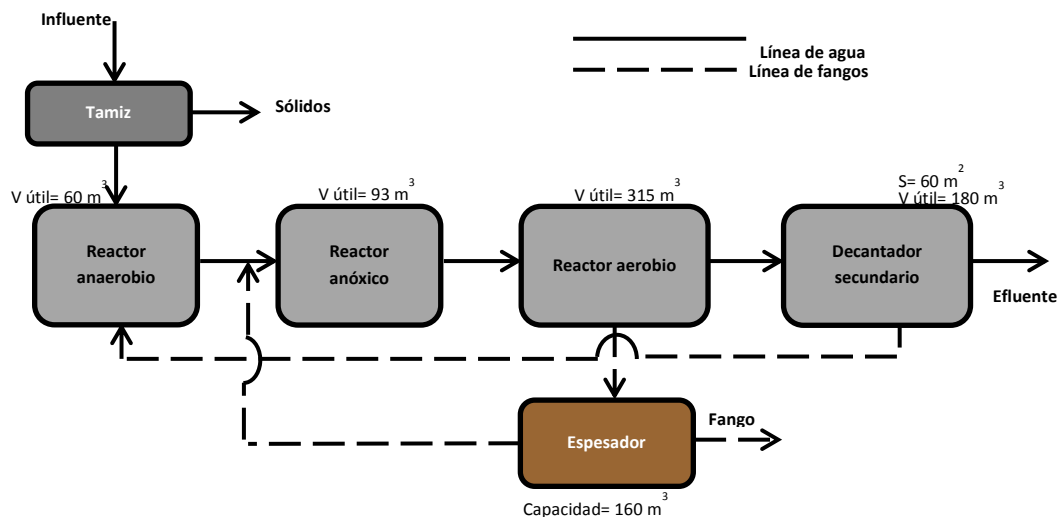 Influente
Línea de agua
Línea de fangos
Tamiz
Sólidos
V útil= 60 m³
V útil= 93 m³
V útil= 315 m³
S= 60 m²
V útil= 180 m³
Reactor
anaerobio
Reactor
anóxico
Reactor aerobio
Decantador
secundario
Efluente
Espesador
Fango
Capacidad= 160 m³